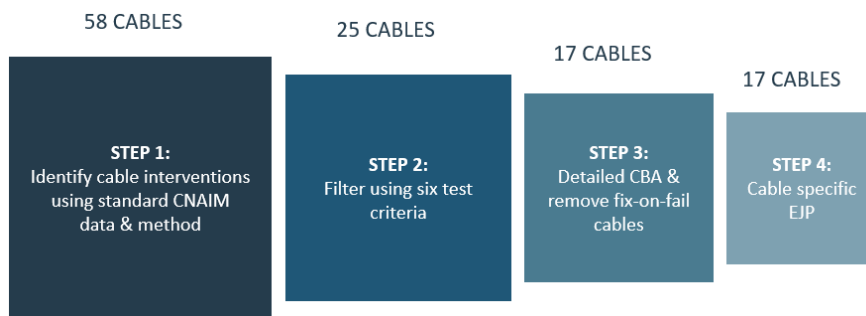 58 CABLES
25 CABLES
17 CABLES
17 CABLES
STEP 1:
Identify cable interventions
using standard CNAIM
data & method
STEP 2:
Filter using six test
criteria
STEP 3:
Detailed CBA &
remove fix-on-fail
cables
STEP 4:
Cable specific
EJP